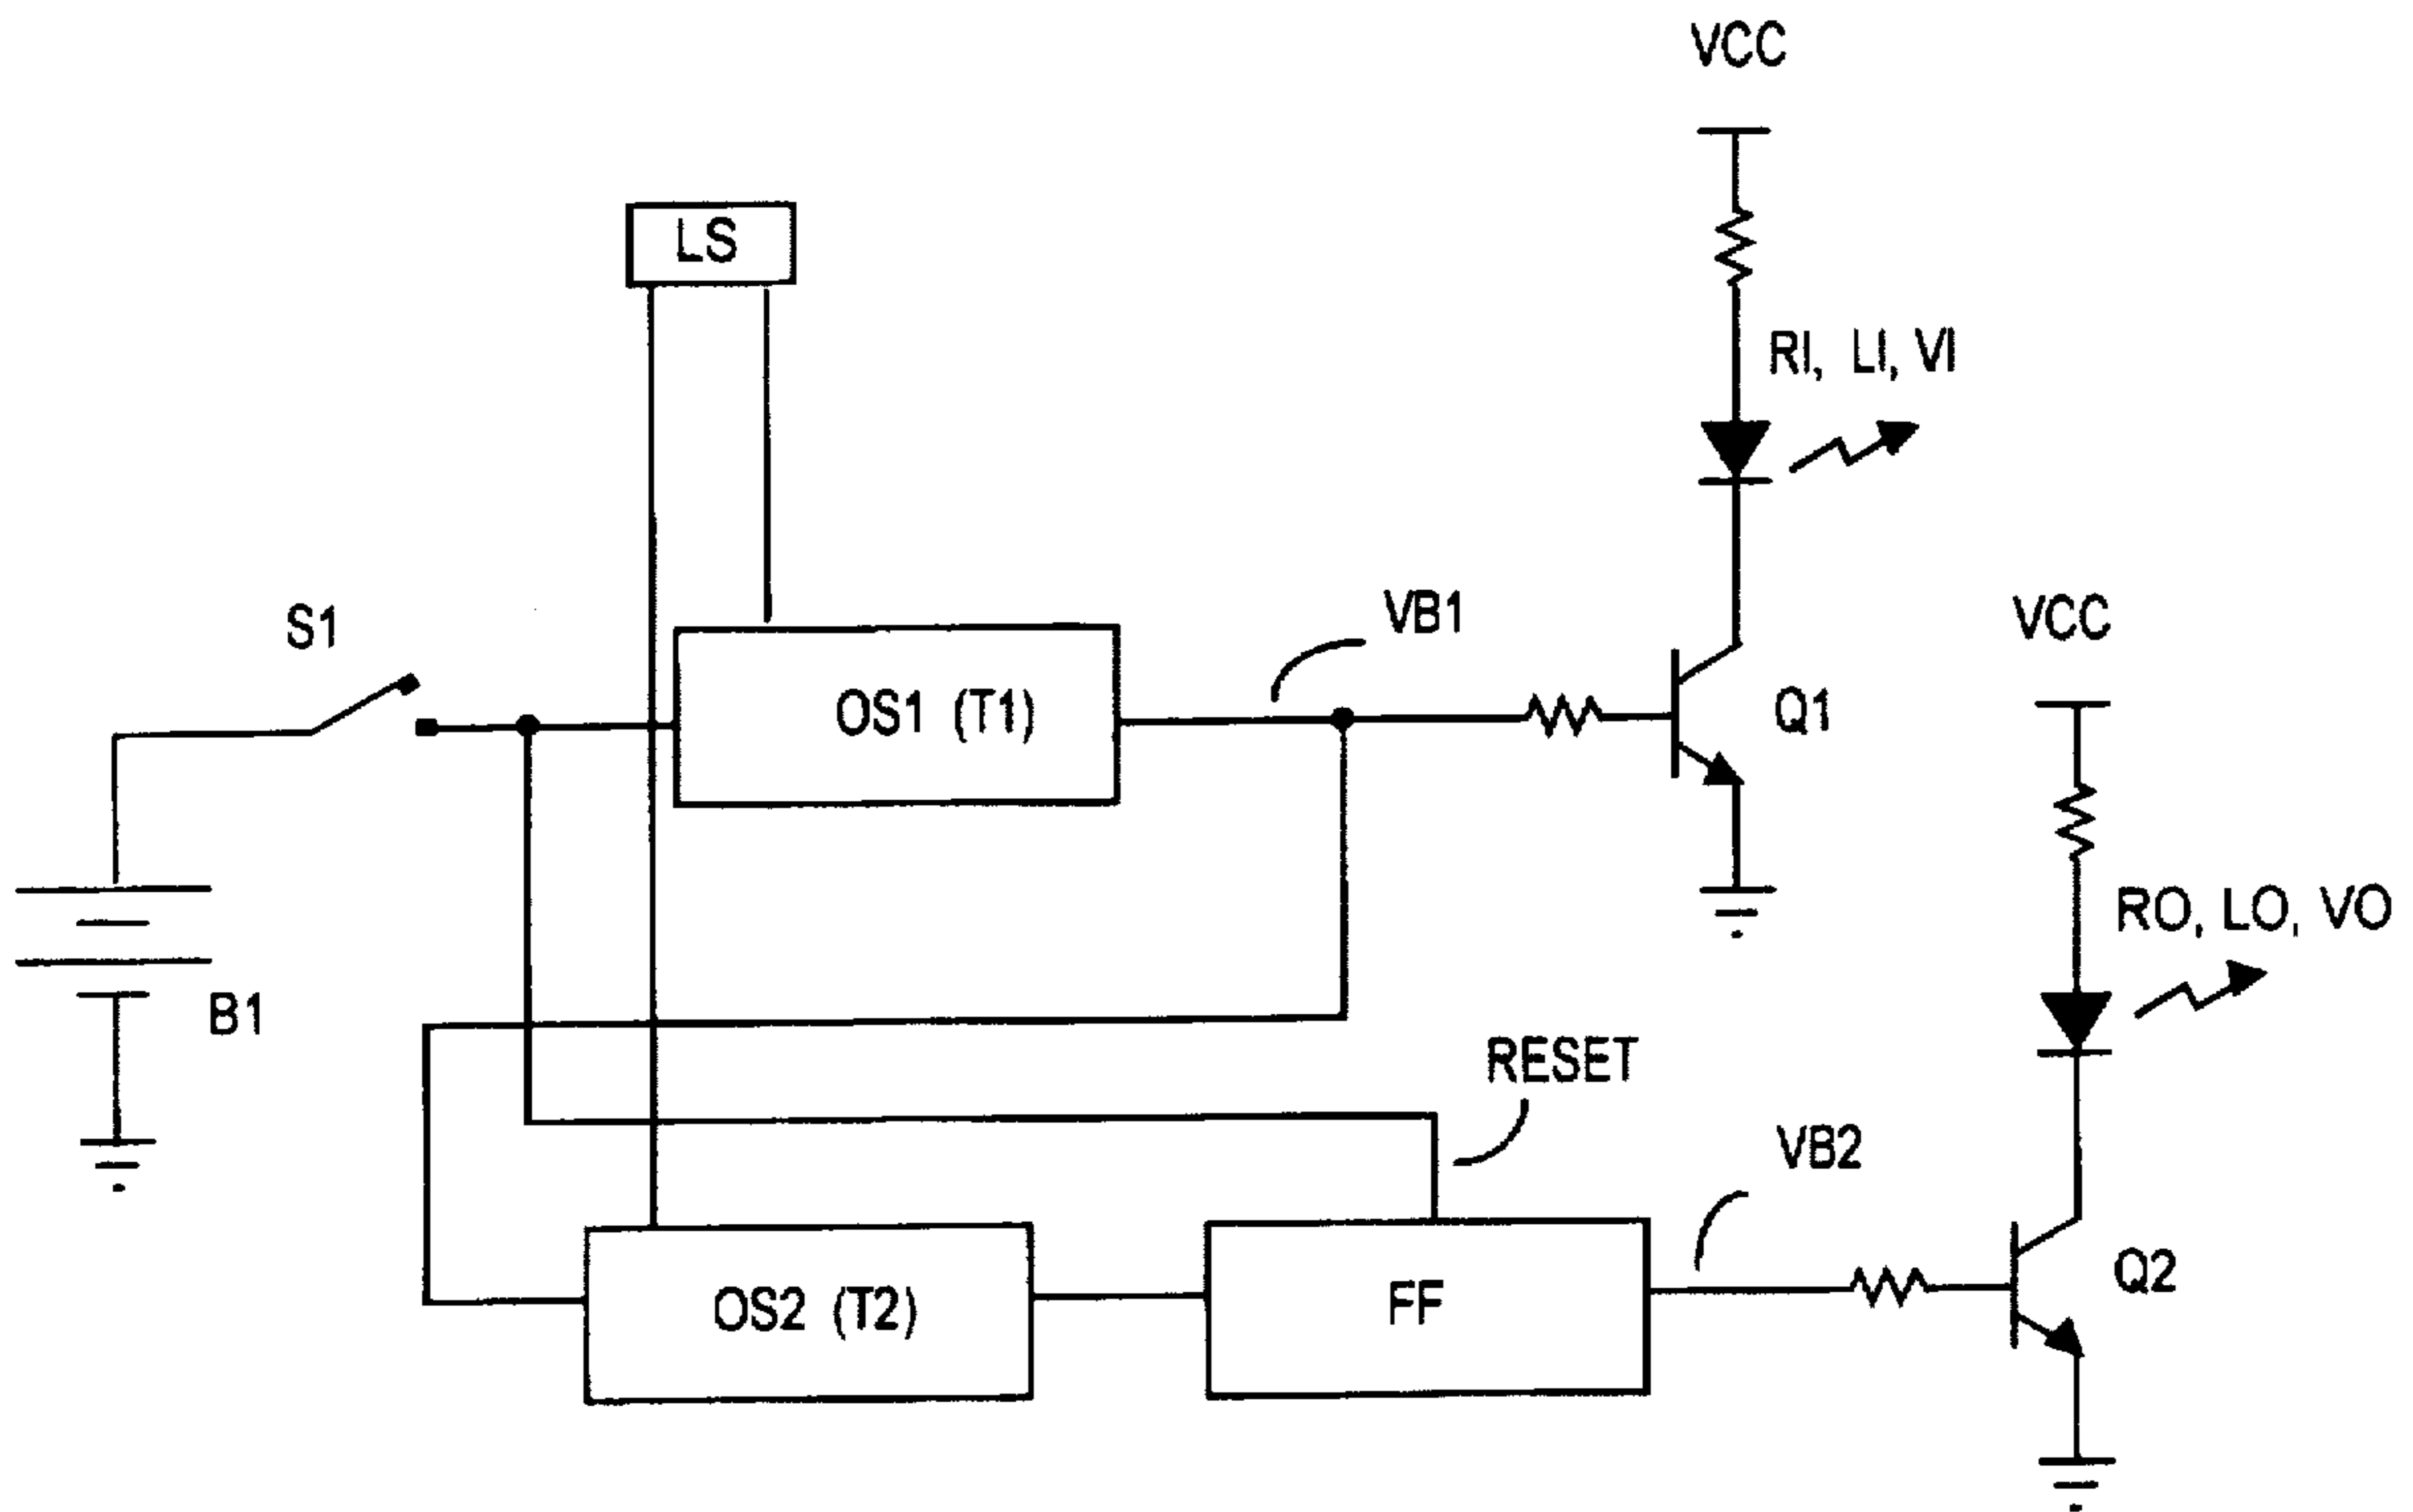 VCC
LS
RI, LI, VI
S1
VB1
VCC
OS1 (T1)
Q1
RO, LO, VO
B1
RESET
VB2
OS2 (T2)
FF
Q2